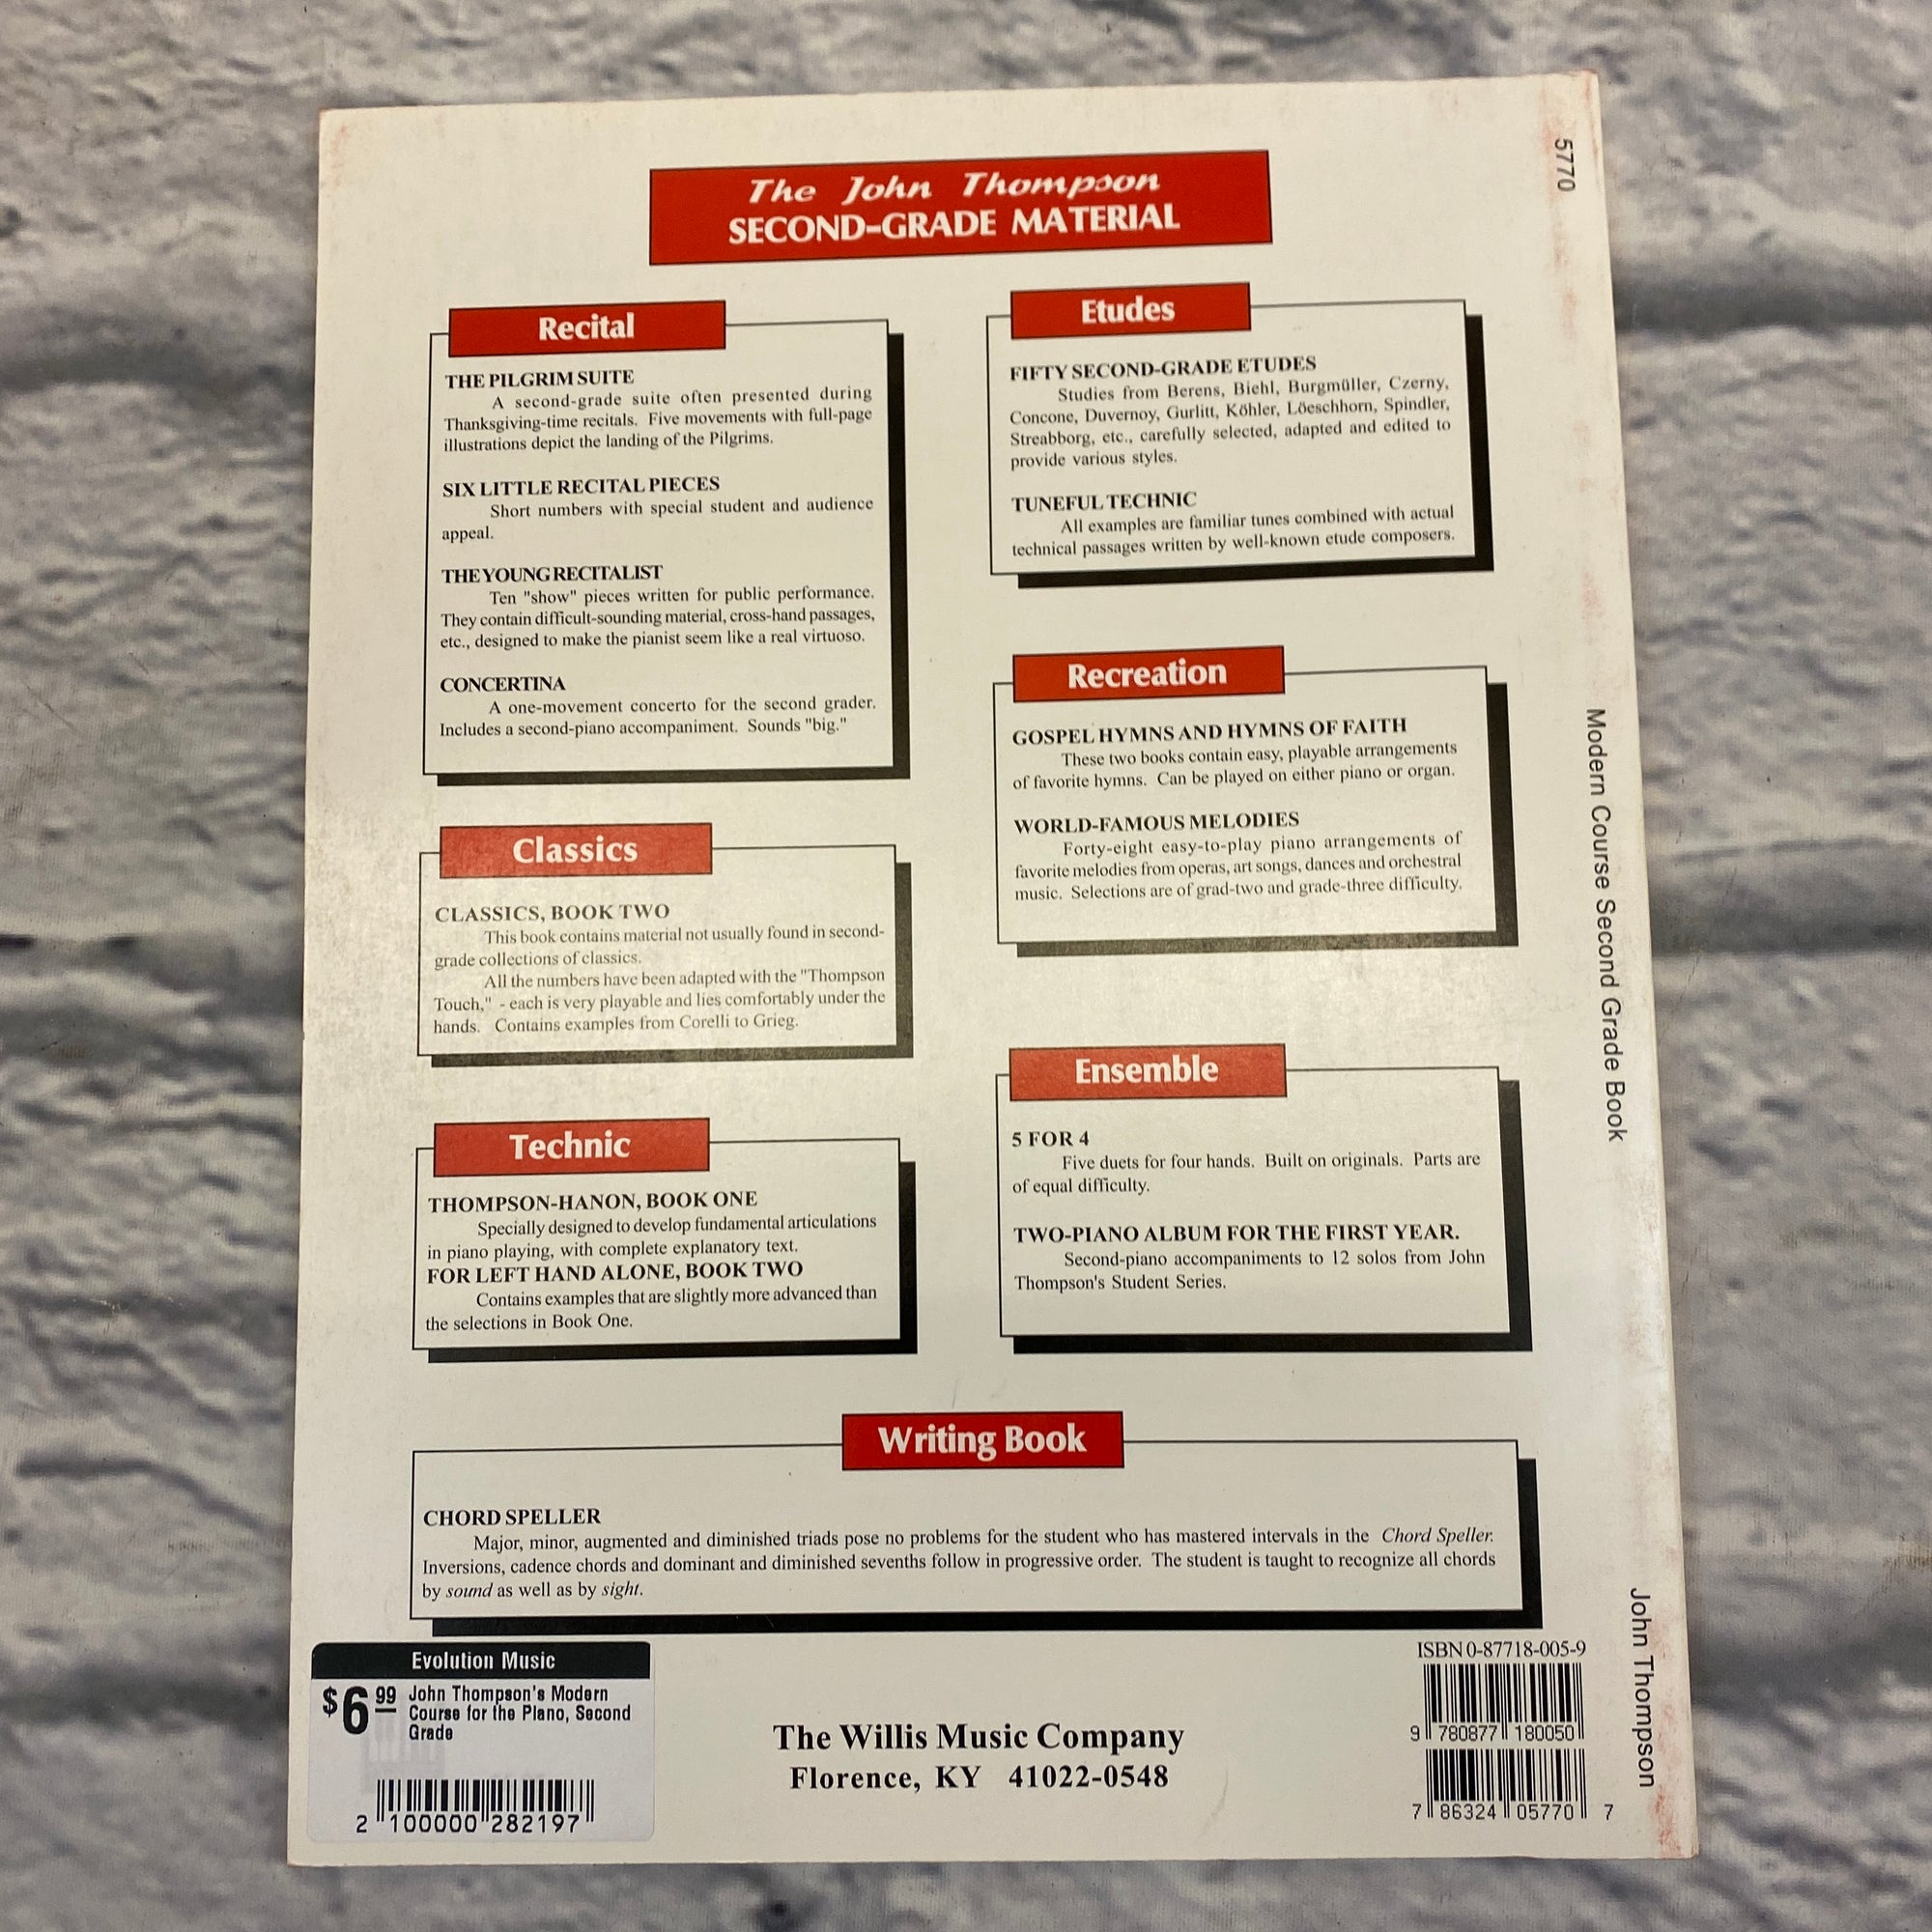 The John Thompson
SECOND-GRADE MATERIAL
5770
Recital
THE PILGRIM SUITE
A second-grade suite often presented during
Thanksgiving-time recitals. Five movements with full-page
illustrations depict the landing of the Pilgrims.
SIX LITTLE RECITAL PIECES
Short numbers with special student and audience
appeal.
THE YOUNG RECITALIST
Ten "show" pieces written for public performance.
They contain difficult-sounding material, cross-hand passages,
etc., designed to make the pianist seem like a real virtuoso.
CONCERTINA
A one-movement concerto for the second grader.
Includes a second-piano accompaniment. Sounds "big."
Classics
CLASSICS, BOOK TWO
This book contains material not usually found in second-
grade collections of classics.
All the numbers have been adapted with the "Thompson
Touch," - each is very playable and lies comfortably under the
hands. Contains examples from Corelli to Grieg.
Technic
THOMPSON-HANON, BOOK ONE
Specially designed to develop fundamental articulations
in piano playing, with complete explanatory text.
FOR LEFT HAND ALONE, BOOK TWO
Contains examples that are slightly more advanced than
the selections in Book One.
Etudes
FIFTY SECOND-GRADE ETUDES
Studies from Berens, Biehl, Burgmüller, Czerny,
Concone, Duvernoy, Gurlitt, Köhler, Löeschhorn, Spindler,
Streabborg, etc., carefully selected, adapted and edited to
provide various styles.
TUNEFUL TECHNIC
All examples are familiar tunes combined with actual
technical passages written by well-known etude composers.
Recreation
GOSPEL HYMNS AND HYMNS OF FAITH
These two books contain easy, playable arrangements
of favorite hymns. Can be played on either piano or organ.
WORLD-FAMOUS MELODIES
Forty-eight easy-to-play piano arrangements of
favorite melodies from operas, art songs, dances and orchestral
music. Selections are of grad-two and grade-three difficulty.
Ensemble
5 FOR 4
Five duets for four hands. Built on originals. Parts are
of equal difficulty.
TWO-PIANO ALBUM FOR THE FIRST YEAR.
Second-piano accompaniments to 12 solos from John
Thompson's Student Series.
Modern Course Second Grade Book
Writing Book
CHORD SPELLER
Major, minor, augmented and diminished triads pose no problems for the student who has mastered intervals in the Chord Speller.
Inversions, cadence chords and dominant and diminished sevenths follow in progressive order. The student is taught to recognize all chords
by sound as well as by sight.
John Thompson
Evolution Music
$6 99
John Thompson's Modern
Course for the Piano, Second
Grade
2 100000 282197
The Willis Music Company
Florence, KY 41022-0548
ISBN 0-87718-005-9
9 780877 180050
7 86324 05770 7